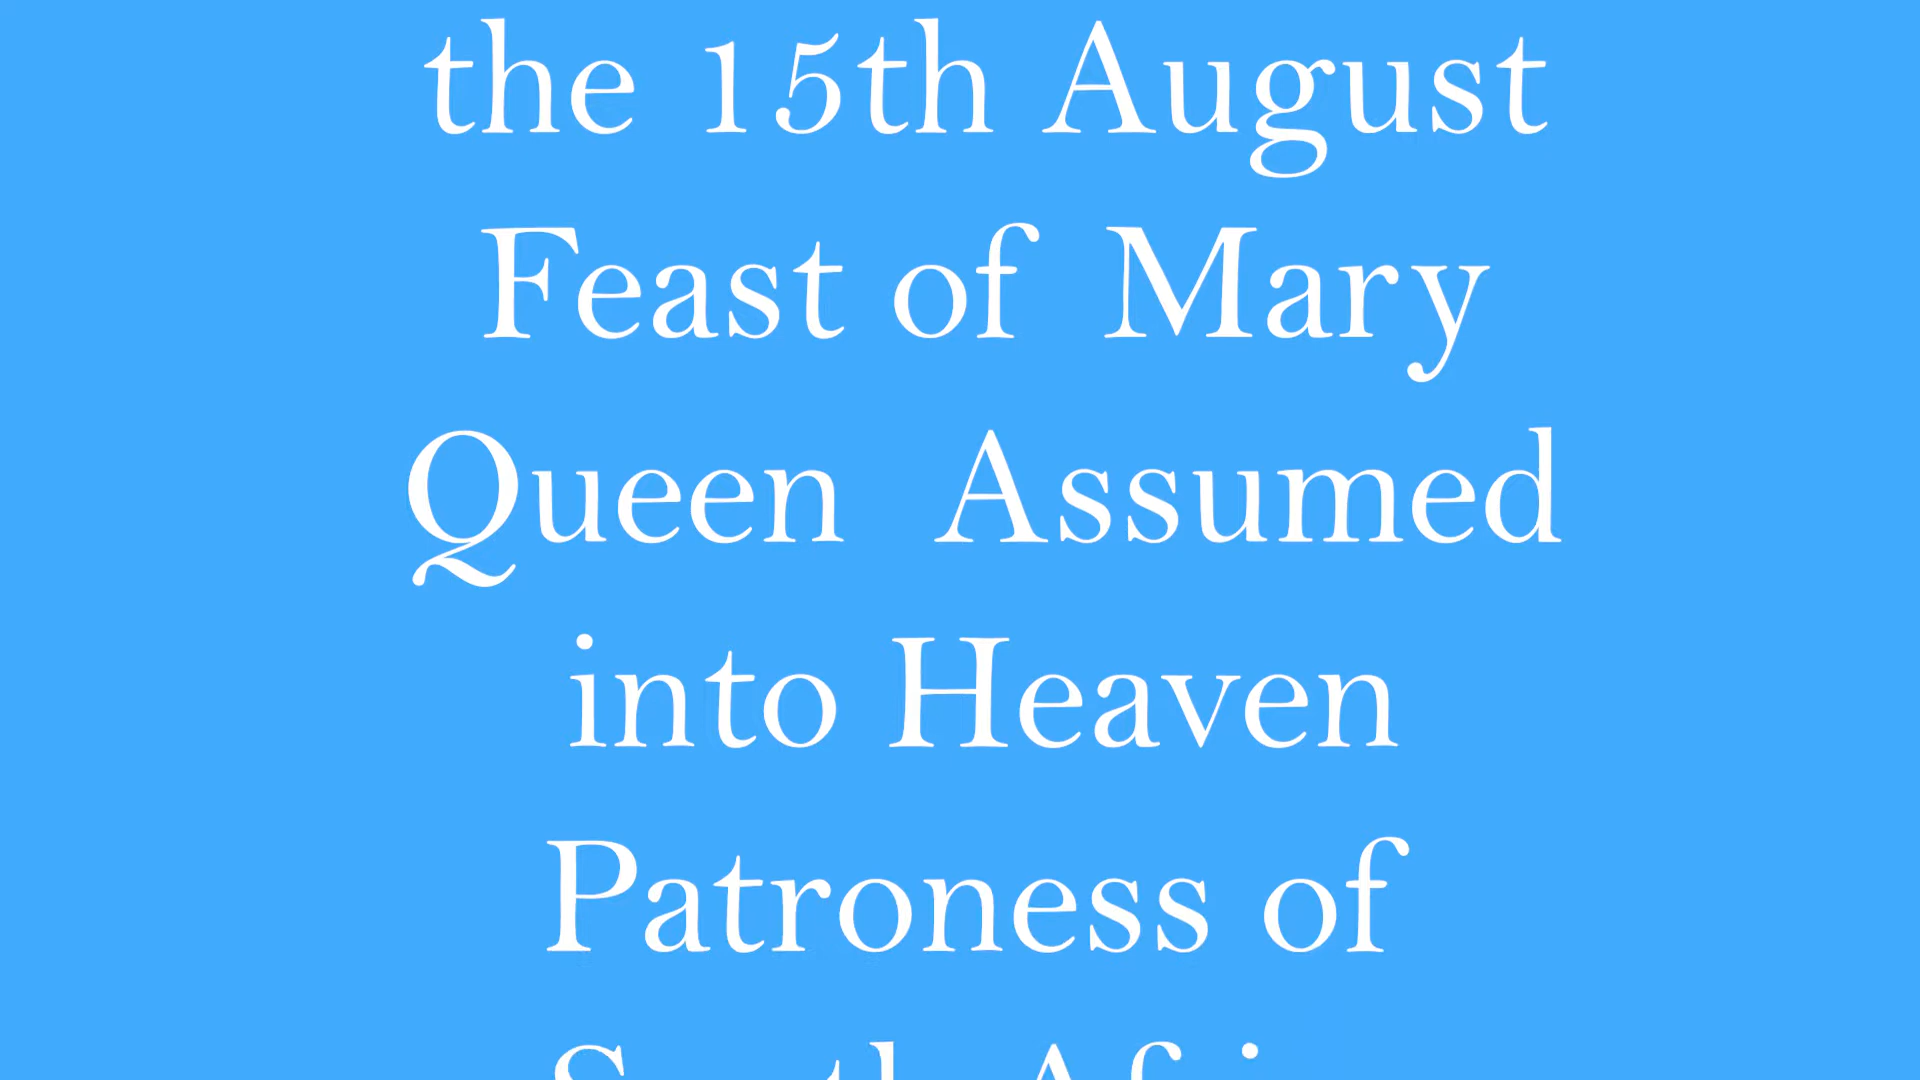 the 15th August
Feast of Mary
Queen Assumed
into Heaven
Patroness of